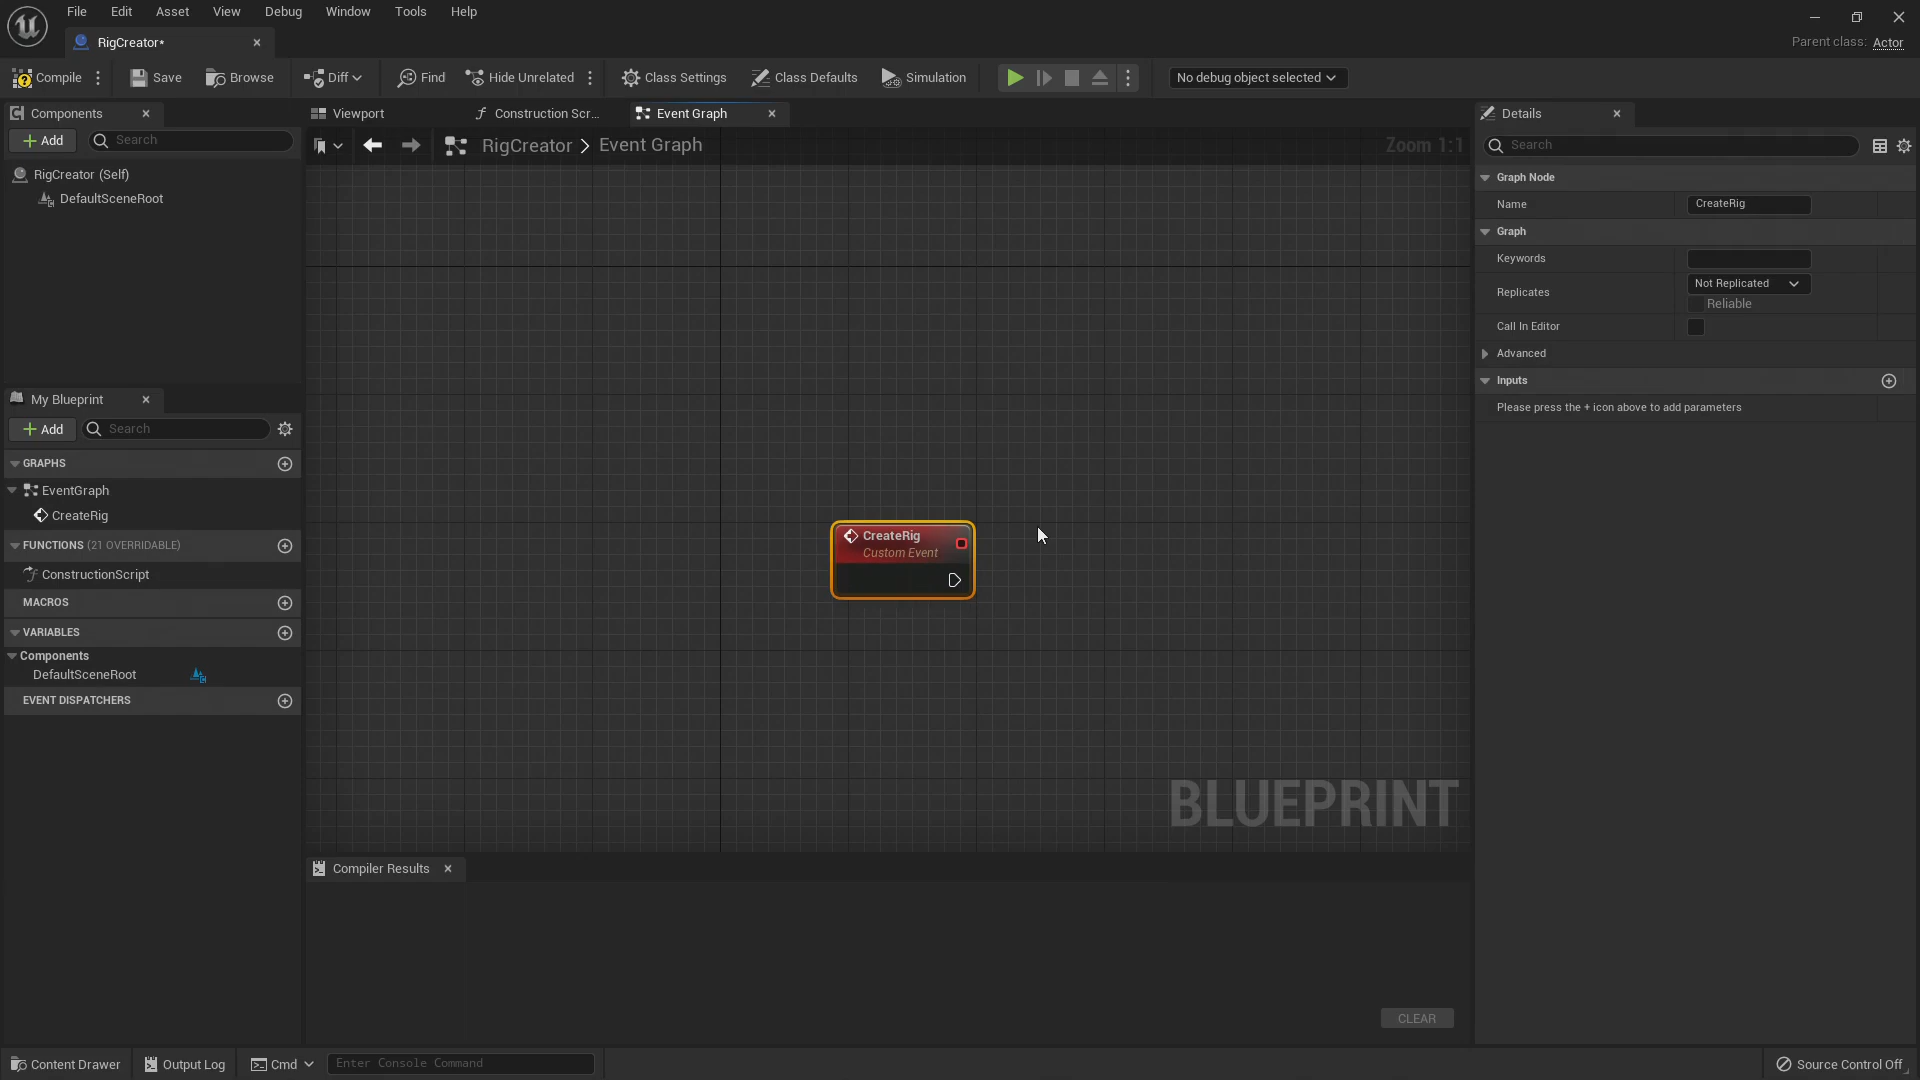 File Edit Asset View Debug Window Tools Help
RigCreator*
Parent class: Actor
Compile Save Browse Diff Find Hide Unrelated Class Settings Class Defaults Simulation No debug object selected
Components
Viewport Construction Scr... Event Graph
Details
Add Search
RigCreator > Event Graph
Zoom 1:1
Search
RigCreator (Self)
DefaultSceneRoot
Graph Node
Name CreateRig
Graph
Keywords
Replicates Not Replicated
Reliable
Call In Editor
Advanced
Inputs
Please press the + icon above to add parameters
My Blueprint
Add Search
GRAPHS
EventGraph
CreateRig
FUNCTIONS (21 OVERRIDABLE)
ConstructionScript
MACROS
VARIABLES
Components
DefaultSceneRoot
EVENT DISPATCHERS
CreateRig
Custom Event
BLUEPRINT
Compiler Results
CLEAR
Content Drawer Output Log Cmd Enter Console Command Source Control Off